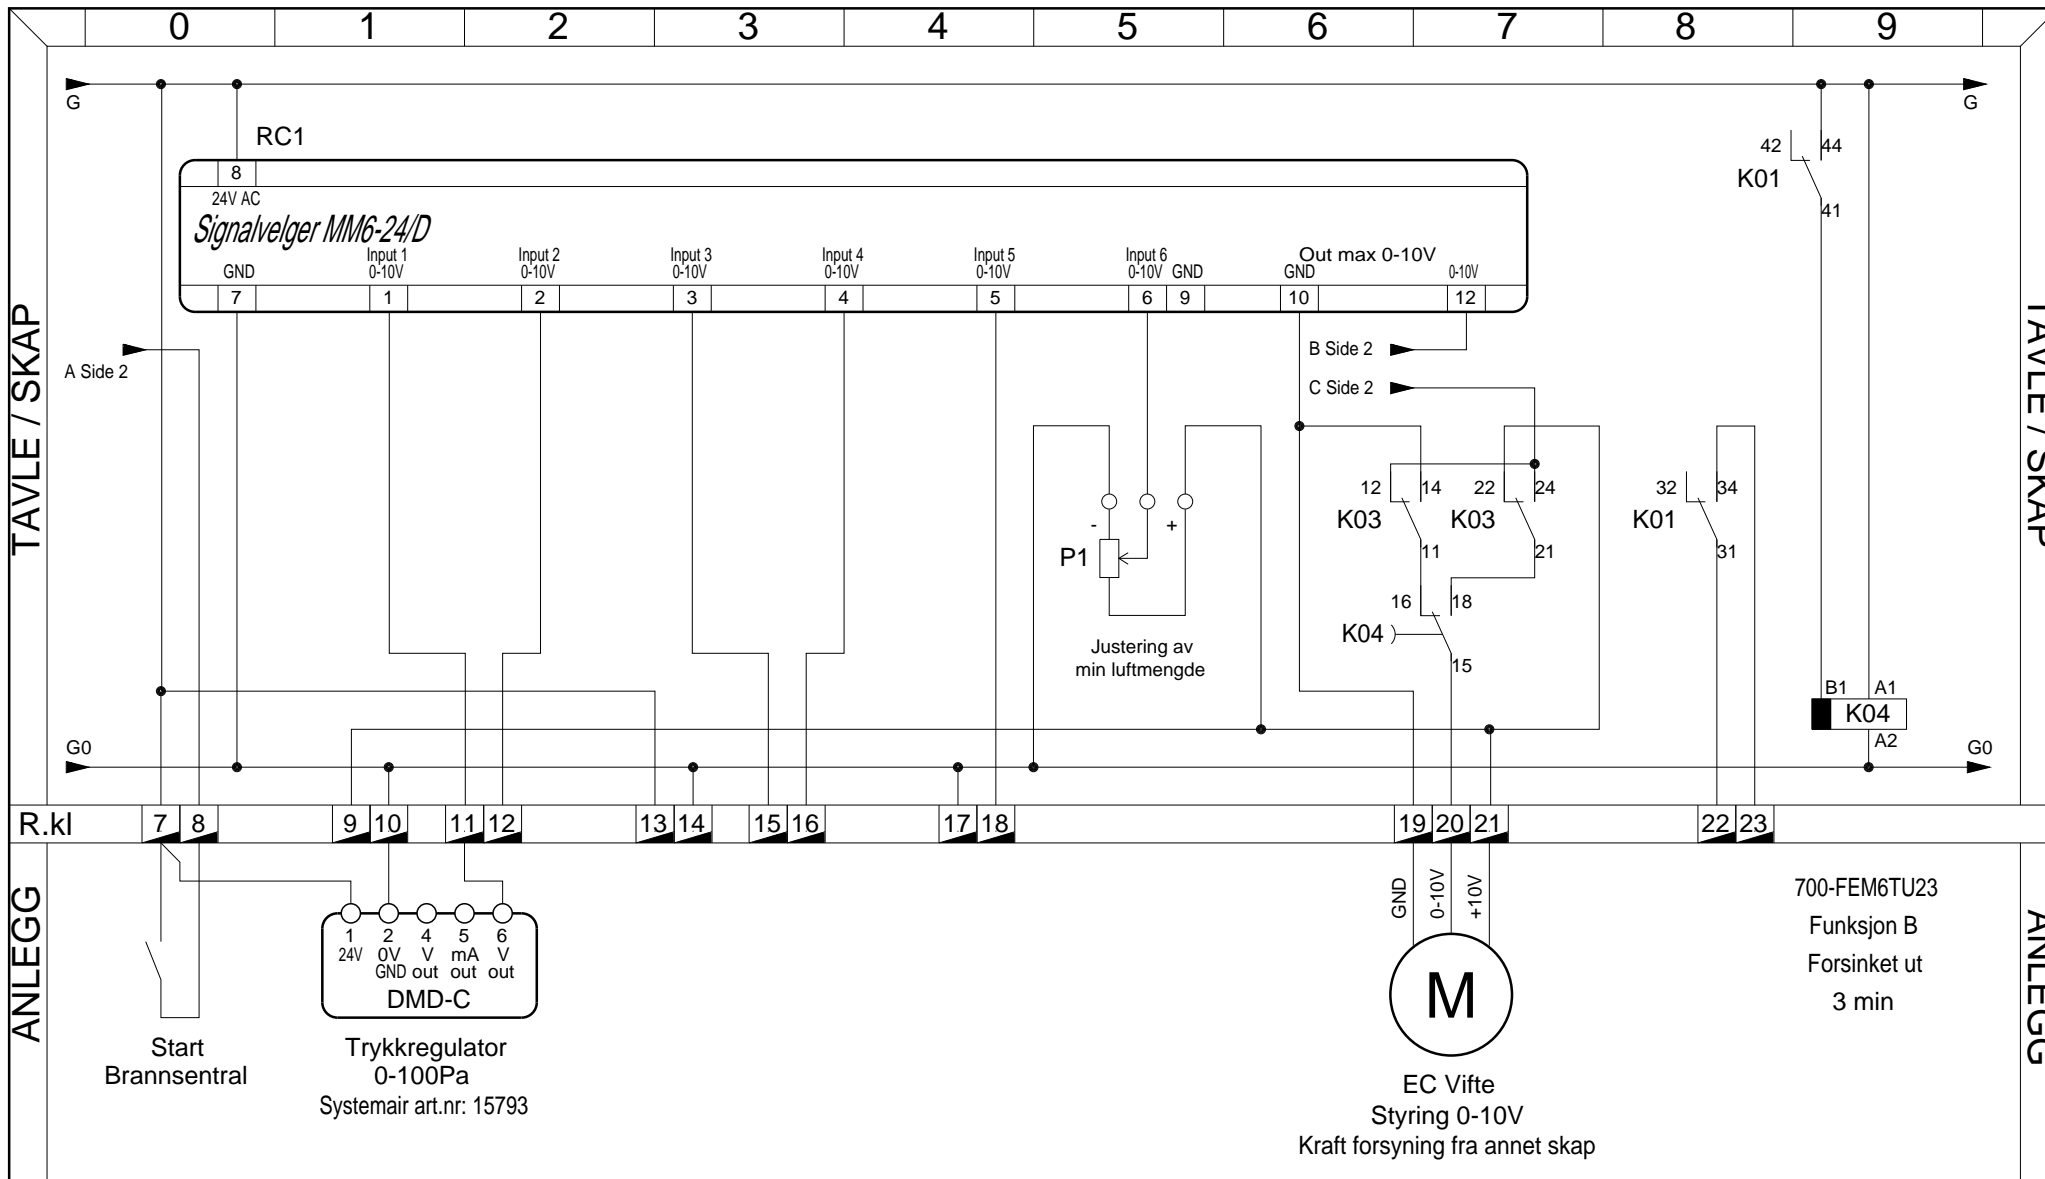 0 1 2 3 4 5 6 7 8 9
G G
RC1
8
24V AC
Signalvelger MM6-24/D
GND
Input 1
0-10V
Input 2
0-10V
Input 3
0-10V
Input 4
0-10V
Input 5
0-10V
Input 6
0-10V GND
Out max 0-10V
GND 0-10V
7 1 2 3 4 5 6 9 10 12
42 44
K01
41
TAVLE / SKAP
TAVLE / SKAP
A Side 2
B Side 2
C Side 2
- +
P1
Justering av
min luftmengde
12 14
K03
11
22 24
K03
21
32 34
K01
31
16 18
K04
15
B1 A1
K04
A2
G0 G0
R.kl 7 8 9 10 11 12 13 14 15 16 17 18 19 20 21 22 23
ANLEGG
ANLEGG
Start
Brannsentral
1 2 4 5 6
24V 0V V mA V
GND out out out
DMD-C
Trykkregulator
0-100Pa
Systemair art.nr: 15793
GND
0-10V
+10V
M
EC Vifte
Styring 0-10V
Kraft forsyning fra annet skap
700-FEM6TU23
Funksjon B
Forsinket ut
3 min